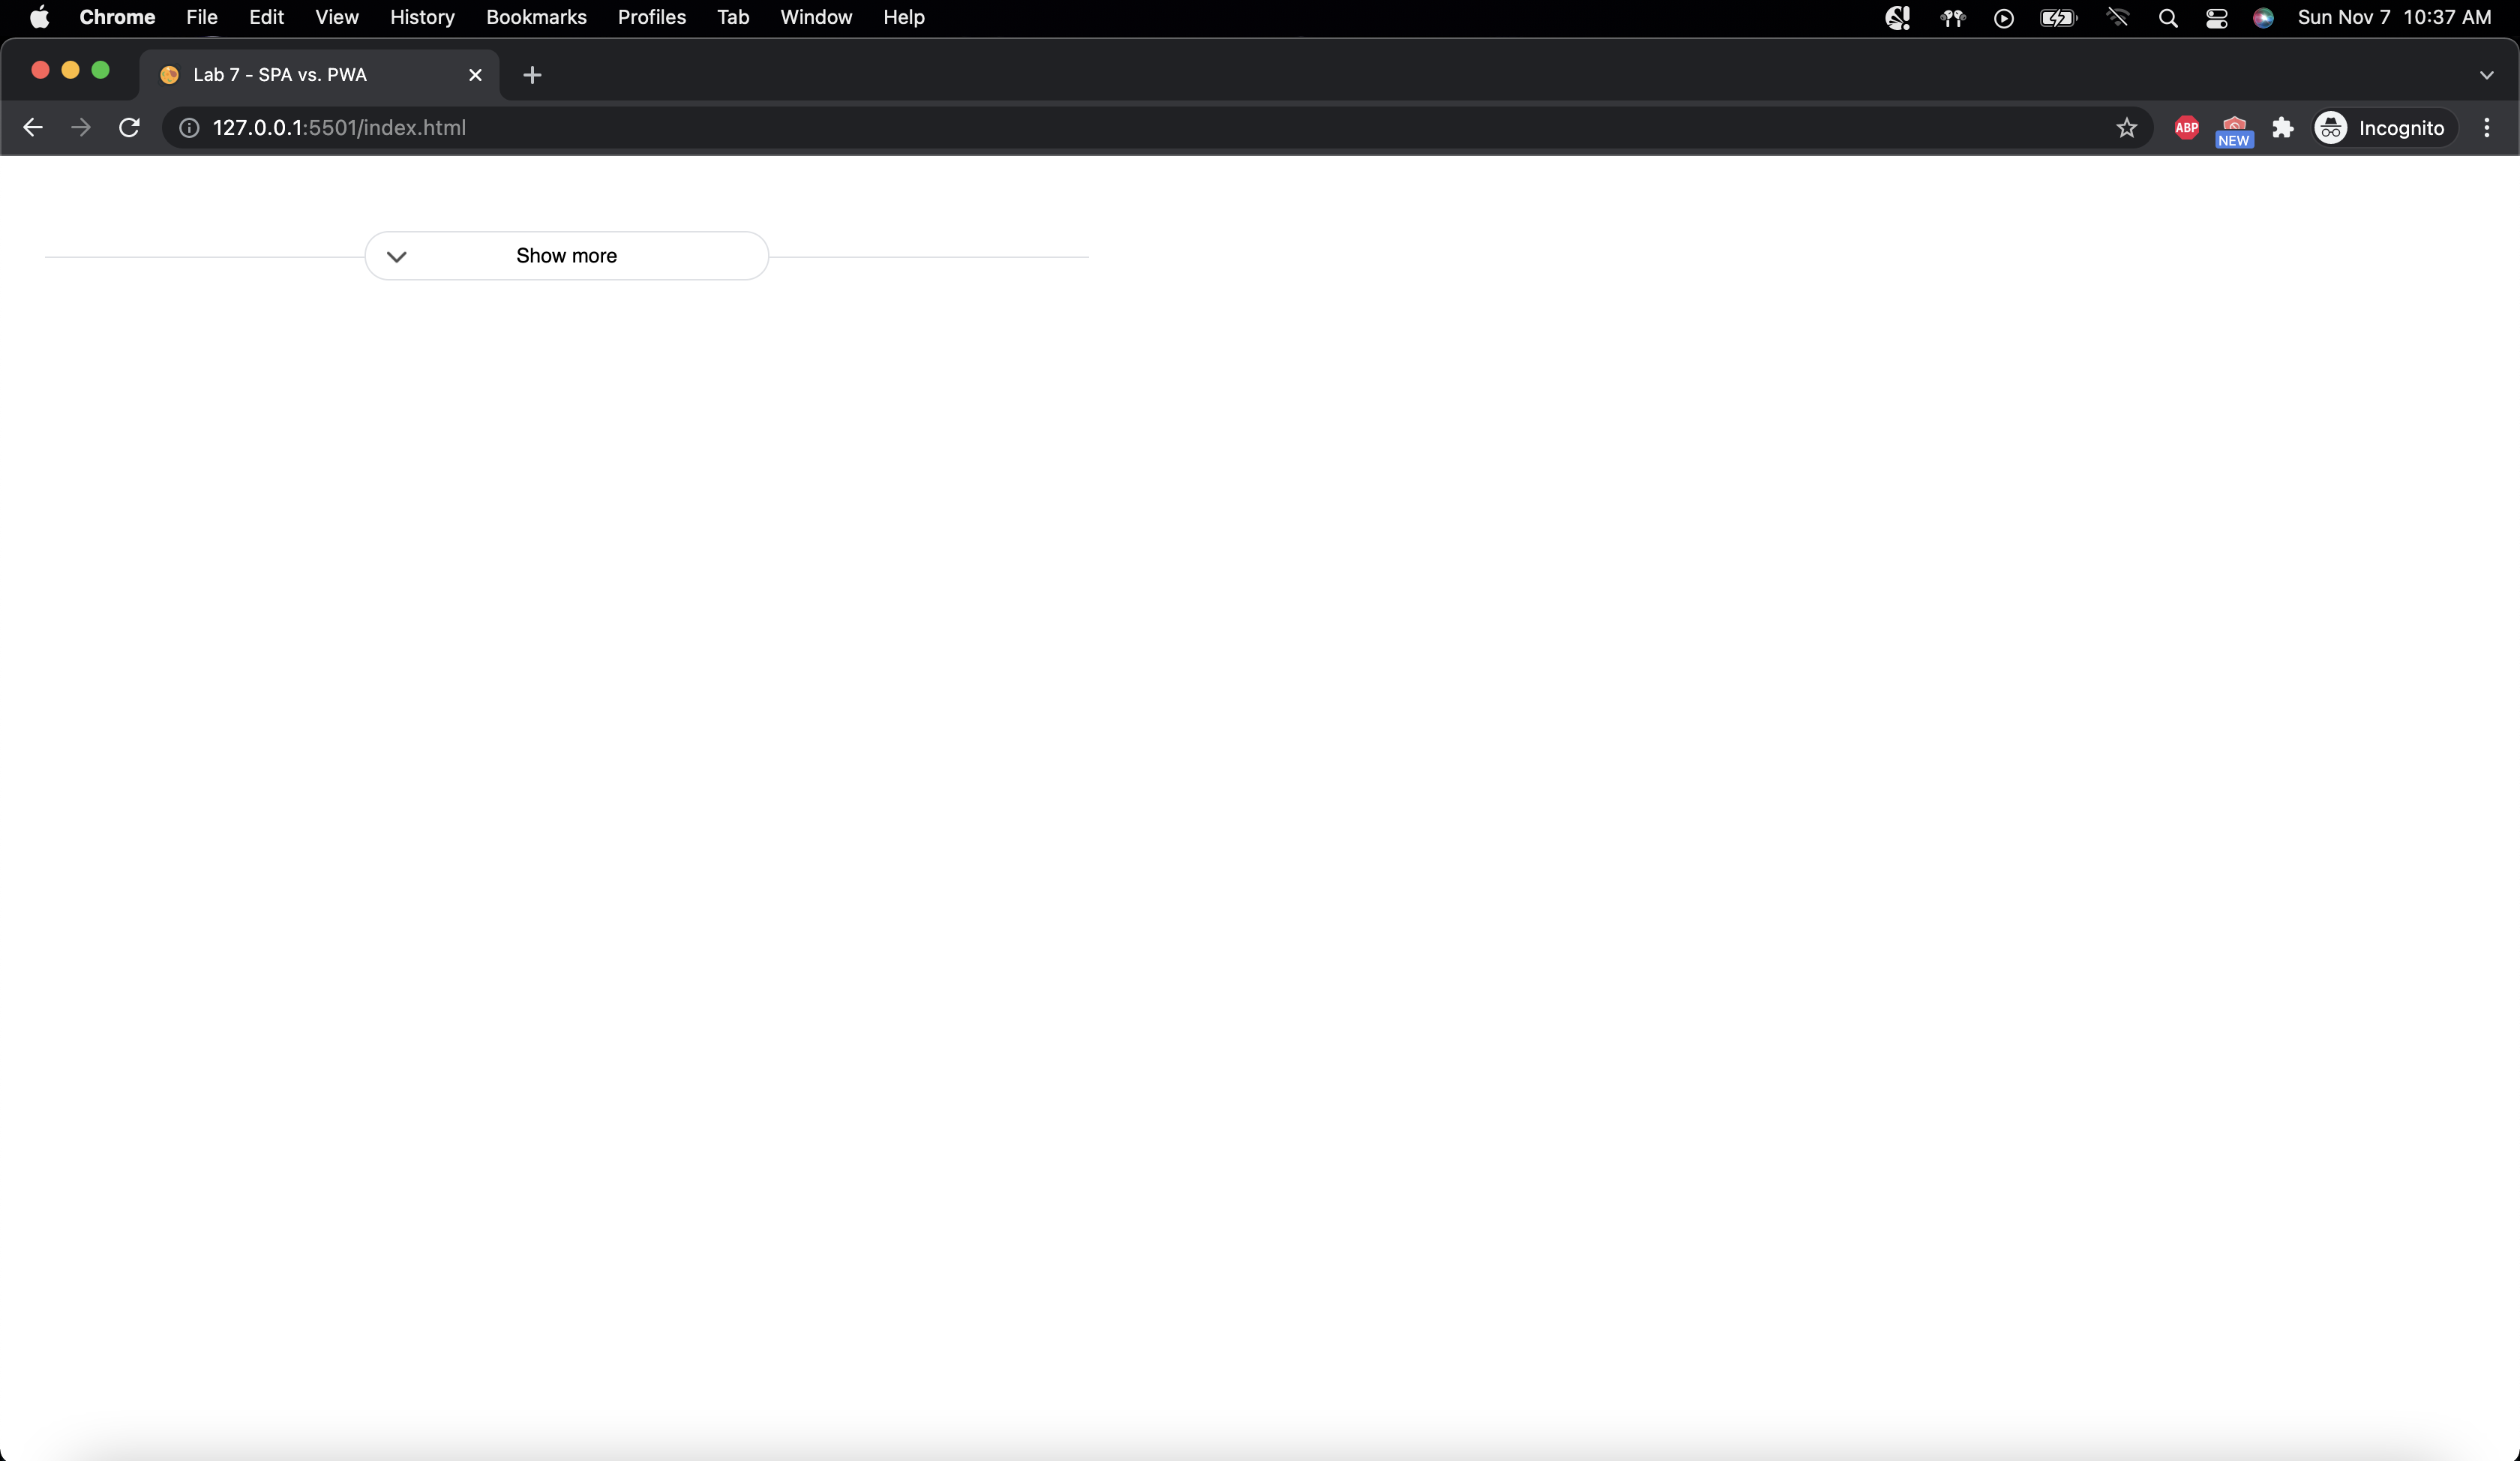 Chrome File Edit View History Bookmarks Profiles Tab Window Help Sun Nov 7 10:37 AM
Lab 7 - SPA vs. PWA
127.0.0.1:5501/index.html ABP NEW Incognito
Show more